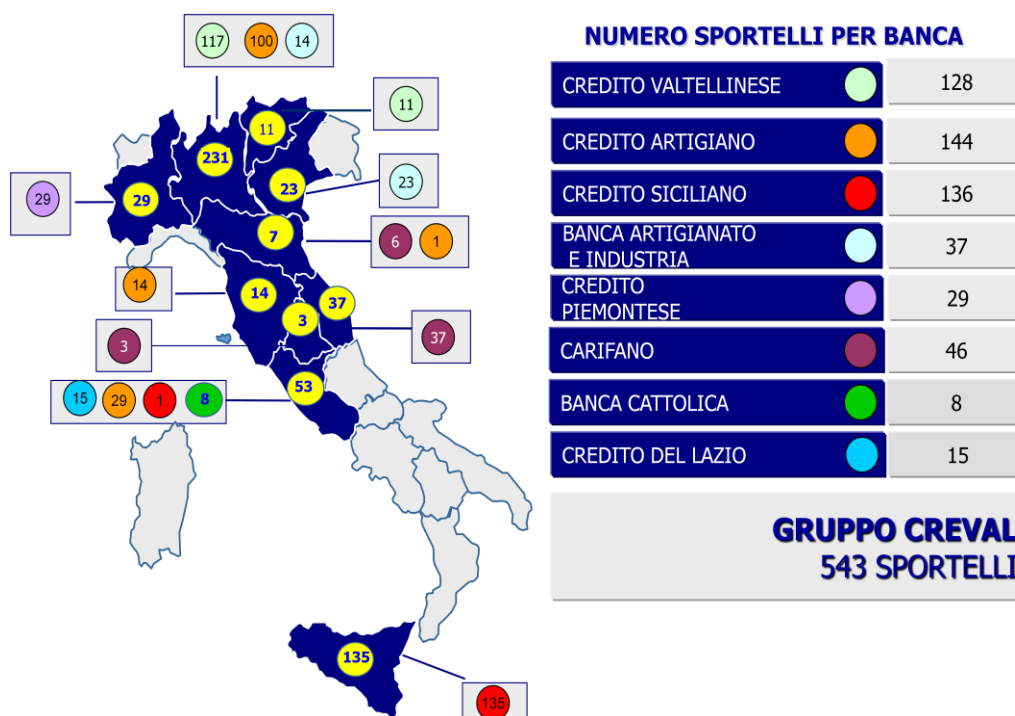 117 100 14
11
11
231
29
29
23
23
7
6 1
14
14
37
3
3
37
53
15 29 1 8
135
135
NUMERO SPORTELLI PER BANCA
CREDITO VALTELLINESE 128
CREDITO ARTIGIANO 144
CREDITO SICILIANO 136
BANCA ARTIGIANATO
E INDUSTRIA 37
CREDITO
PIEMONTESE 29
CARIFANO 46
BANCA CATTOLICA 8
CREDITO DEL LAZIO 15
GRUPPO CREVAL
543 SPORTELLI